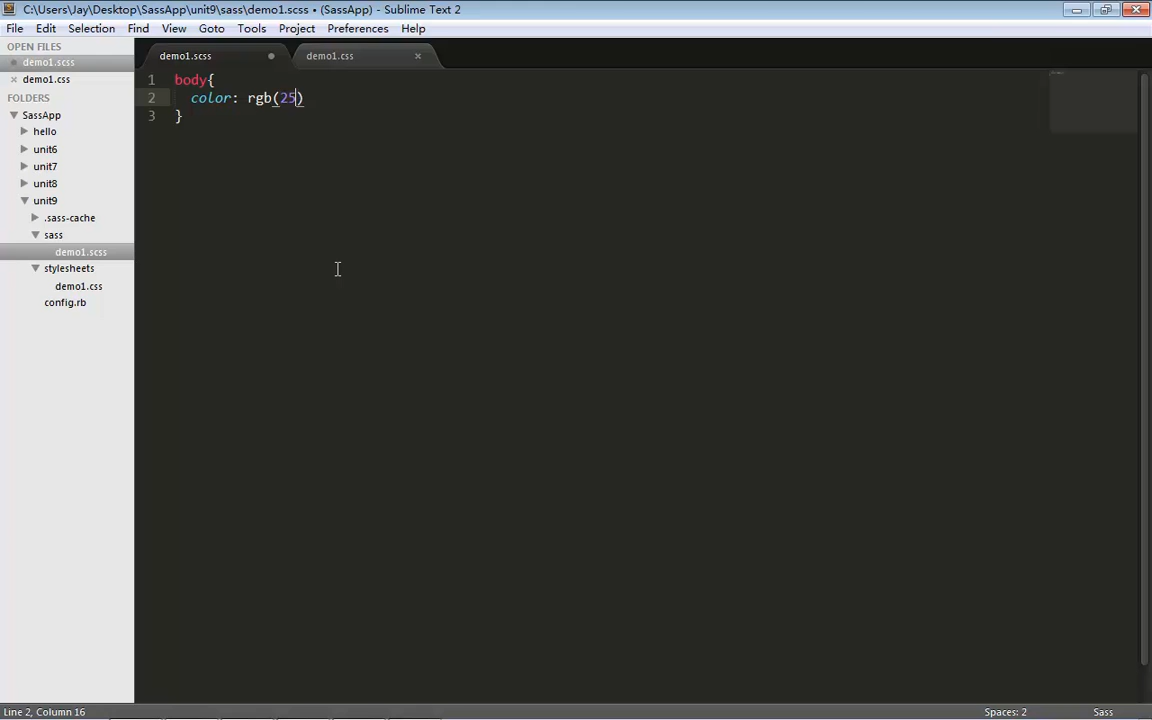 C:\Users\Jay\Desktop\SassApp\unit9\sass\demo1.scss • (SassApp) - Sublime Text 2
File Edit Selection Find View Goto Tools Project Preferences Help
OPEN FILES
demo1.scss
demo1.css
FOLDERS
SassApp
hello
unit6
unit7
unit8
unit9
.sass-cache
sass
demo1.scss
stylesheets
demo1.css
config.rb
demo1.scss demo1.css
1 body{
2 color: rgb(25)
3 }
Line 2, Column 16 Spaces: 2 Sass